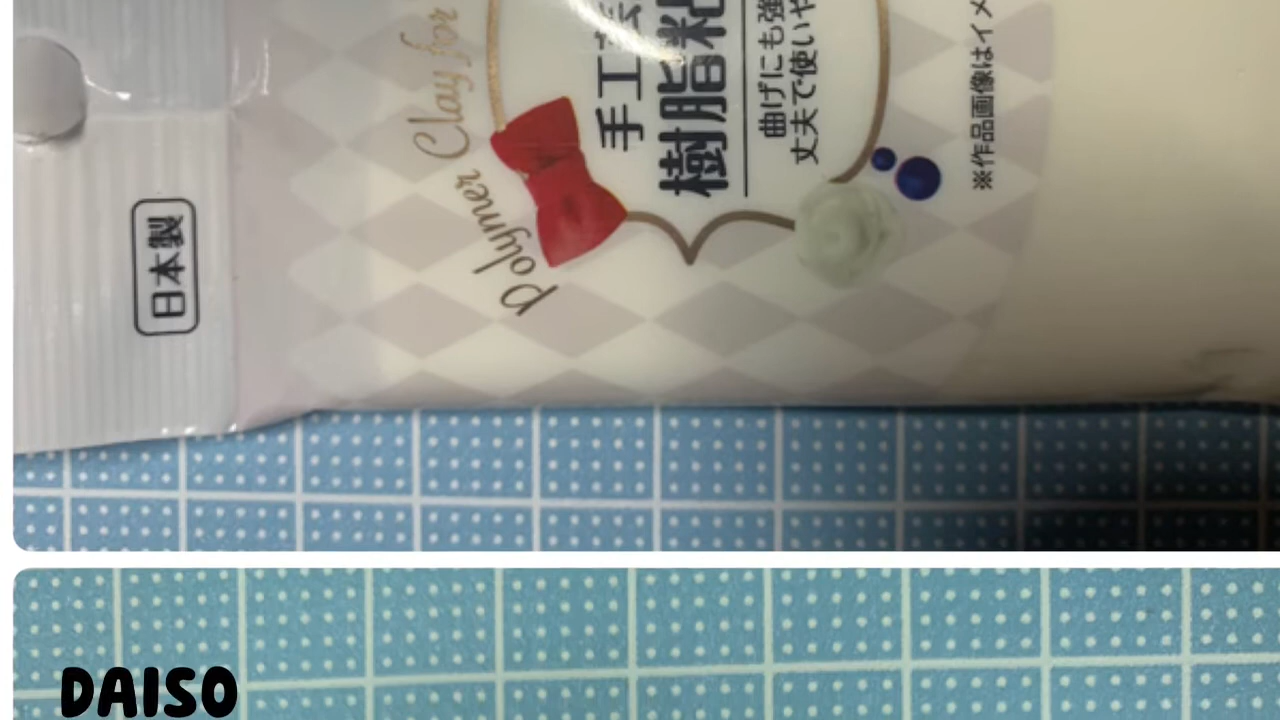 日本製
Polymer Clay for
手工芸
樹脂粘
曲げにも強
丈夫で使いや
※作品画像はイメ
DAISO